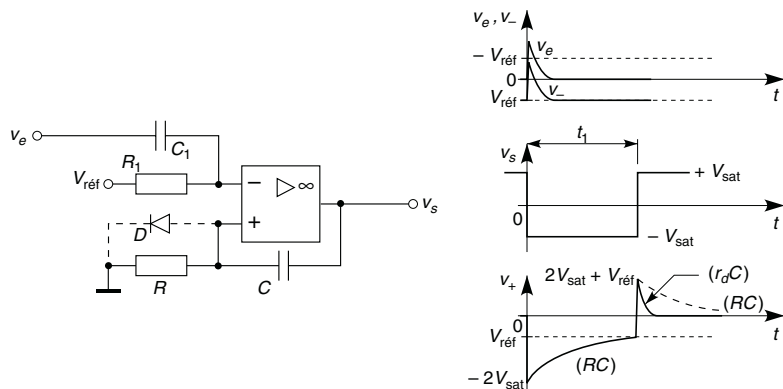 v_e
C_1
R_1
V_réf
D
R
C
−
+
▷ ∞
v_s
v_e , v_−
− V_réf
0
V_réf
v_e
v_−
t
v_s
t_1
+ V_sat
0
− V_sat
t
v_+
2V_sat + V_réf
(r_dC)
(RC)
0
V_réf
− 2V_sat
(RC)
t